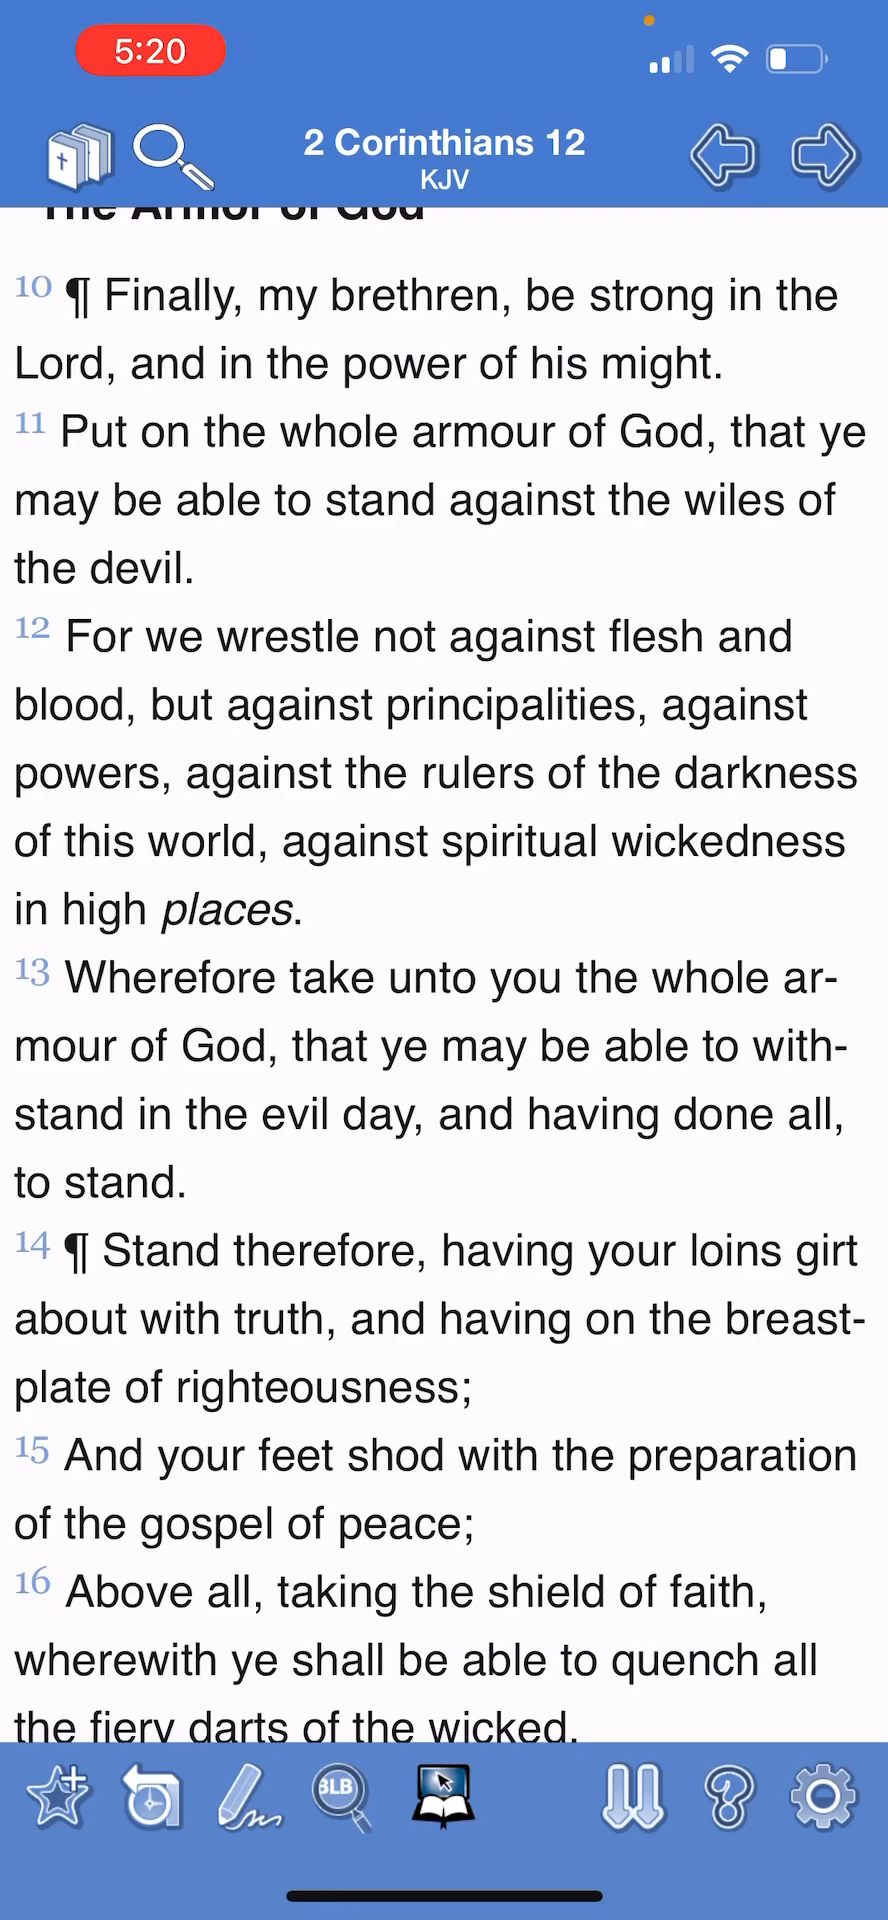 5:20
2 Corinthians 12
KJV
The Armor of God
10 ¶ Finally, my brethren, be strong in the
Lord, and in the power of his might.
11 Put on the whole armour of God, that ye
may be able to stand against the wiles of
the devil.
12 For we wrestle not against flesh and
blood, but against principalities, against
powers, against the rulers of the darkness
of this world, against spiritual wickedness
in high places.
13 Wherefore take unto you the whole ar-
mour of God, that ye may be able to with-
stand in the evil day, and having done all,
to stand.
14 ¶ Stand therefore, having your loins girt
about with truth, and having on the breast-
plate of righteousness;
15 And your feet shod with the preparation
of the gospel of peace;
16 Above all, taking the shield of faith,
wherewith ye shall be able to quench all
the fiery darts of the wicked.
BLB